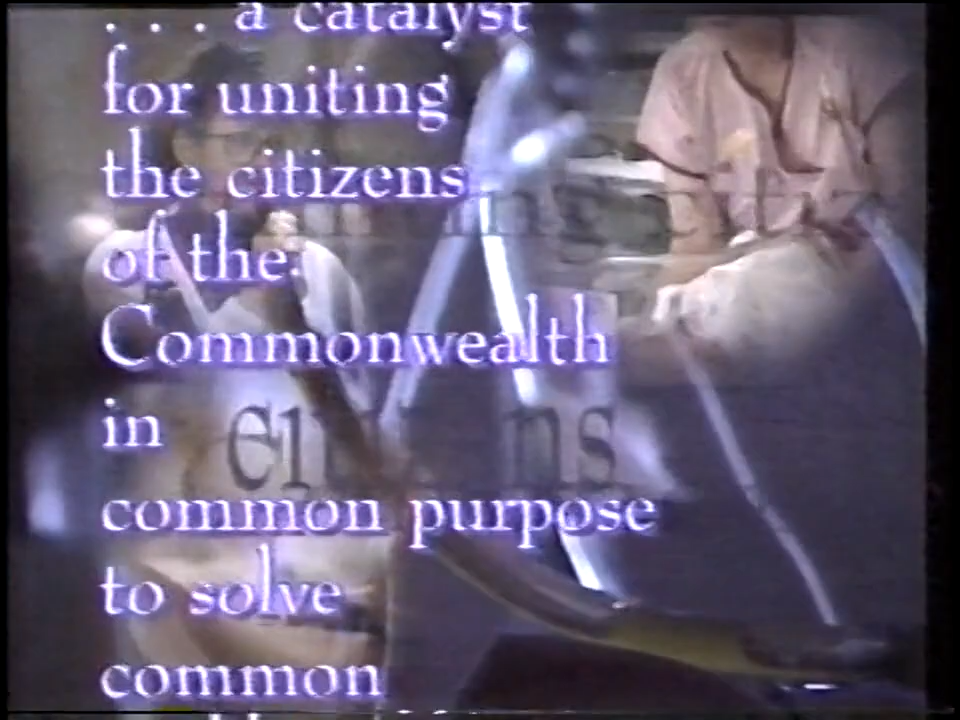 . . . a catalyst
for uniting
the citizens
of the
Commonwealth
in
common purpose
to solve
common